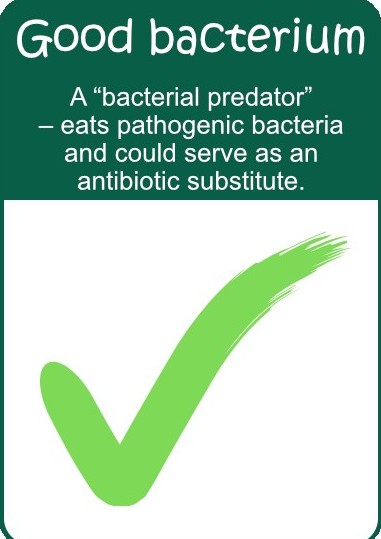 Good bacterium
A “bacterial predator”
– eats pathogenic bacteria
and could serve as an
antibiotic substitute.